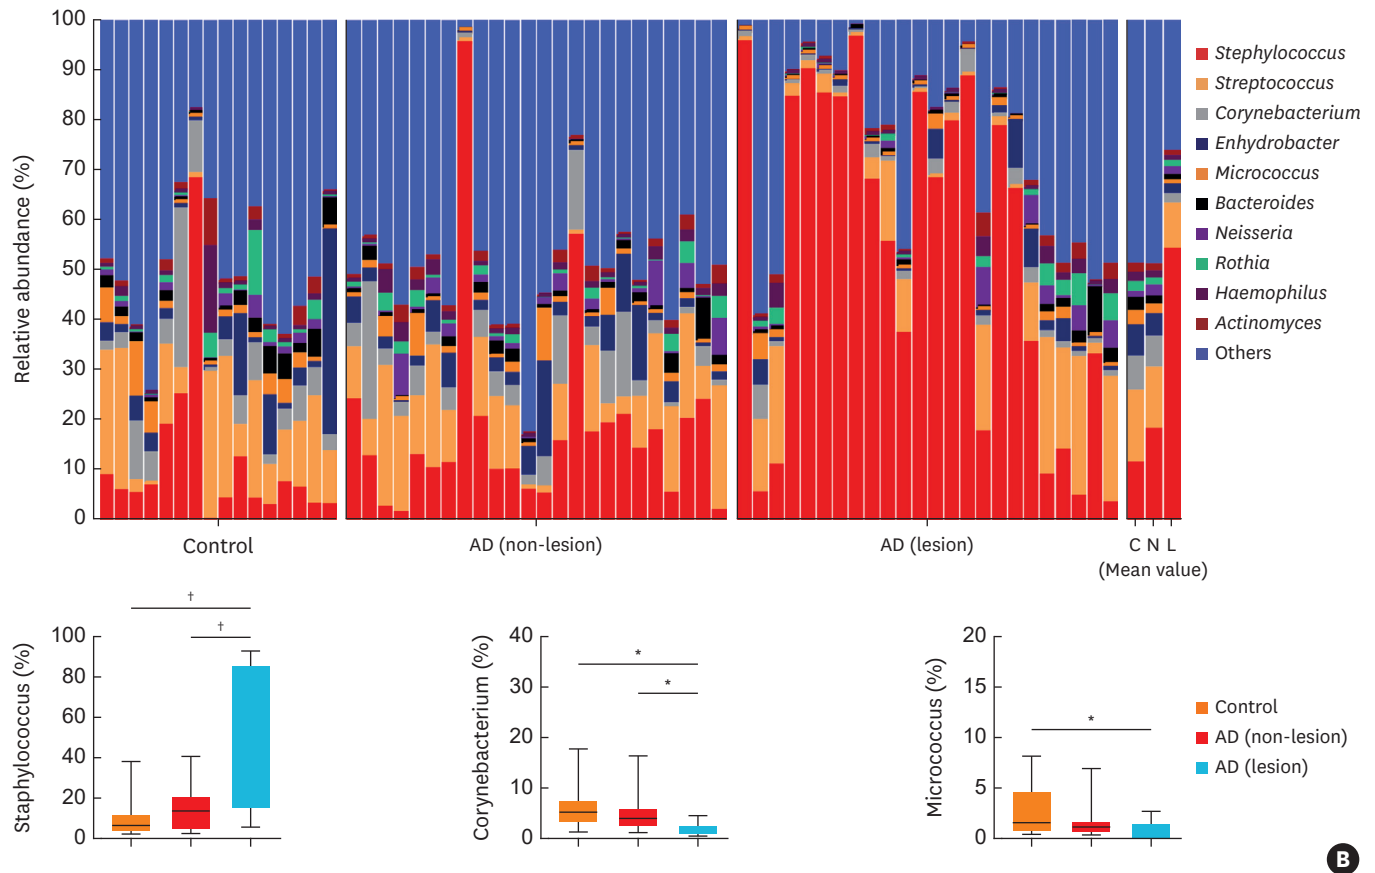 100
90
80
70
60
50
40
30
20
10
0
Relative abundance (%)
Control
AD (non-lesion)
AD (lesion)
C N L
(Mean value)
Stephylococcus
Streptococcus
Corynebacterium
Enhydrobacter
Micrococcus
Bacteroides
Neisseria
Rothia
Haemophilus
Actinomyces
Others
†
†
100
80
60
40
20
0
Staphylococcus (%)
*
*
40
30
20
10
0
Corynebacterium (%)
*
20
15
10
5
0
Micrococcus (%)
Control
AD (non-lesion)
AD (lesion)
B